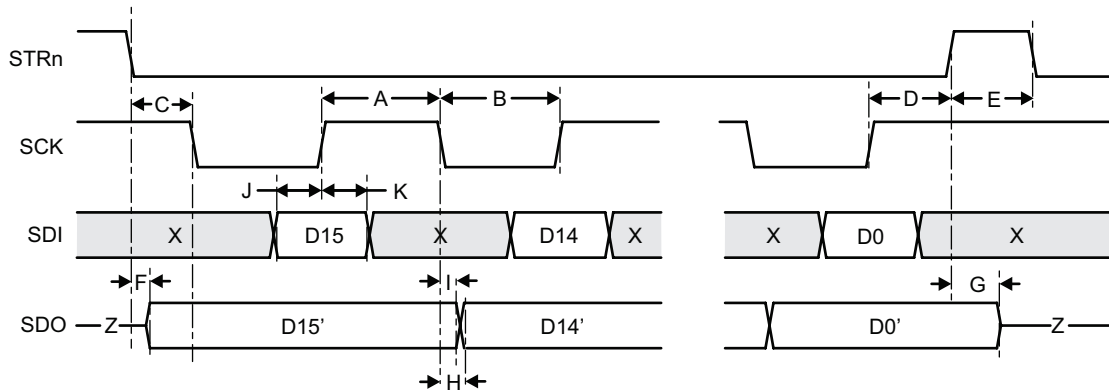 STRn
C A B D E
SCK
J K
SDI X D15 X D14 X X D0 X
F I G
SDO Z D15’ D14’ D0’ Z
H